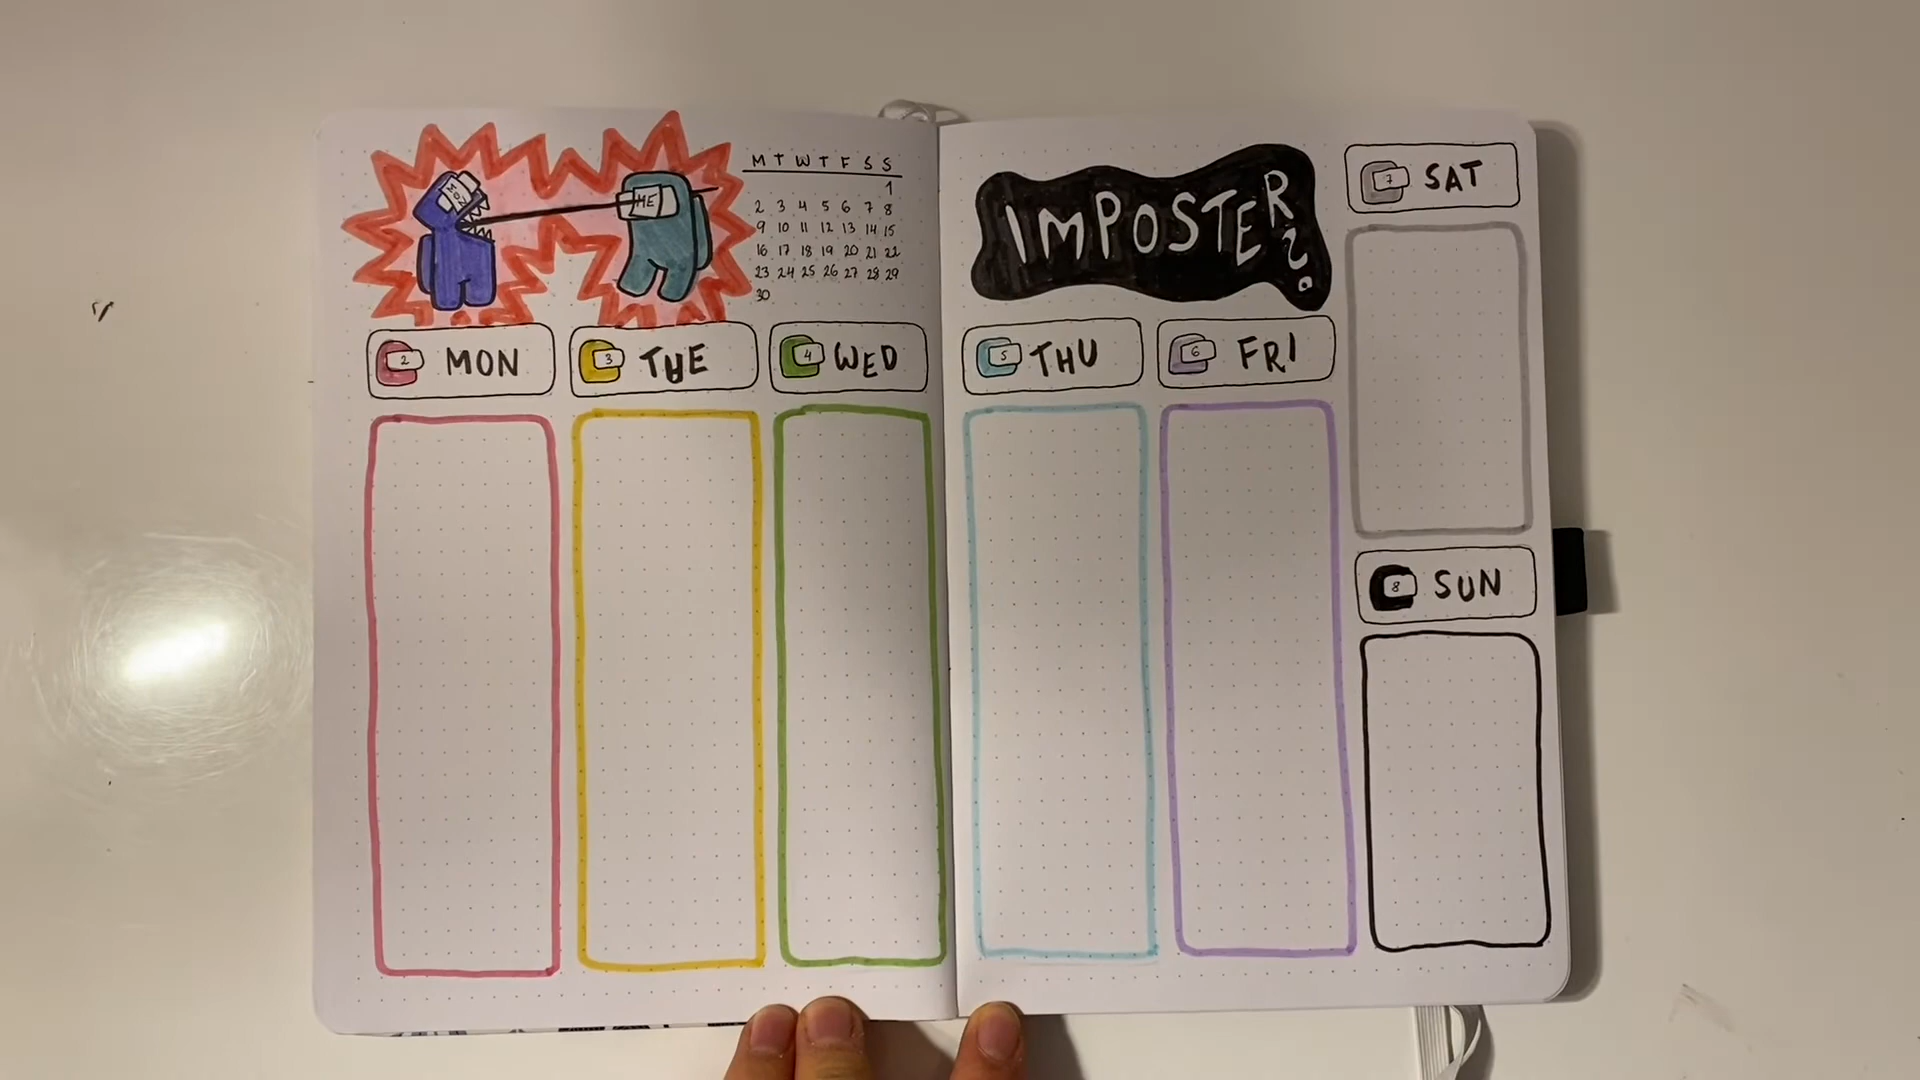 MON
ME
M T W T F S S
1
2 3 4 5 6 7 8
9 10 11 12 13 14 15
16 17 18 19 20 21 22
23 24 25 26 27 28 29
30
2 MON
3 TUE
4 WED
IMPOSTER?
5 THU
6 FRI
7 SAT
8 SUN